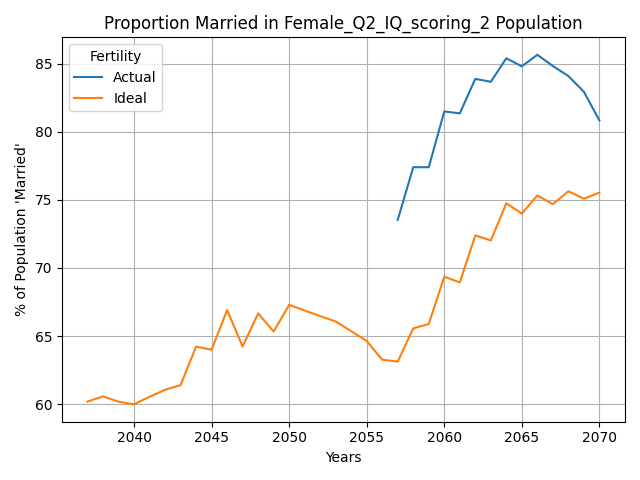 Proportion Married in Female_Q2_IQ_scoring_2 Population
Fertility
Actual
Ideal
% of Population 'Married'
85
80
75
70
65
60
2040
2045
2050
2055
2060
2065
2070
Years